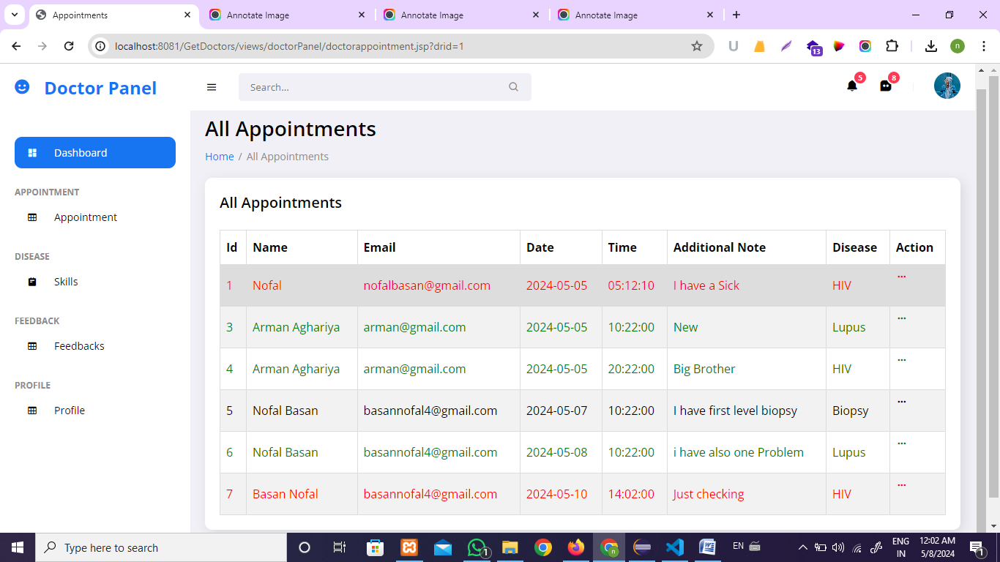 Appointments
Annotate Image
Annotate Image
Annotate Image
localhost:8081/GetDoctors/views/doctorPanel/doctorappointment.jsp?drid=1
U
13
n
Doctor Panel
Search...
5
8
Dashboard
APPOINTMENT
Appointment
DISEASE
Skills
FEEDBACK
Feedbacks
PROFILE
Profile
All Appointments
Home / All Appointments
All Appointments
Id Name Email Date Time Additional Note Disease Action
1 Nofal nofalbasan@gmail.com 2024-05-05 05:12:10 I have a Sick HIV ...
3 Arman Aghariya arman@gmail.com 2024-05-05 10:22:00 New Lupus ...
4 Arman Aghariya arman@gmail.com 2024-05-05 20:22:00 Big Brother HIV ...
5 Nofal Basan basannofal4@gmail.com 2024-05-07 10:22:00 I have first level biopsy Biopsy ...
6 Nofal Basan basannofal4@gmail.com 2024-05-08 10:22:00 i have also one Problem Lupus ...
7 Basan Nofal basannofal4@gmail.com 2024-05-10 14:02:00 Just checking HIV ...
Type here to search
1
n
EN
ENG
IN
12:02 AM
5/8/2024
1